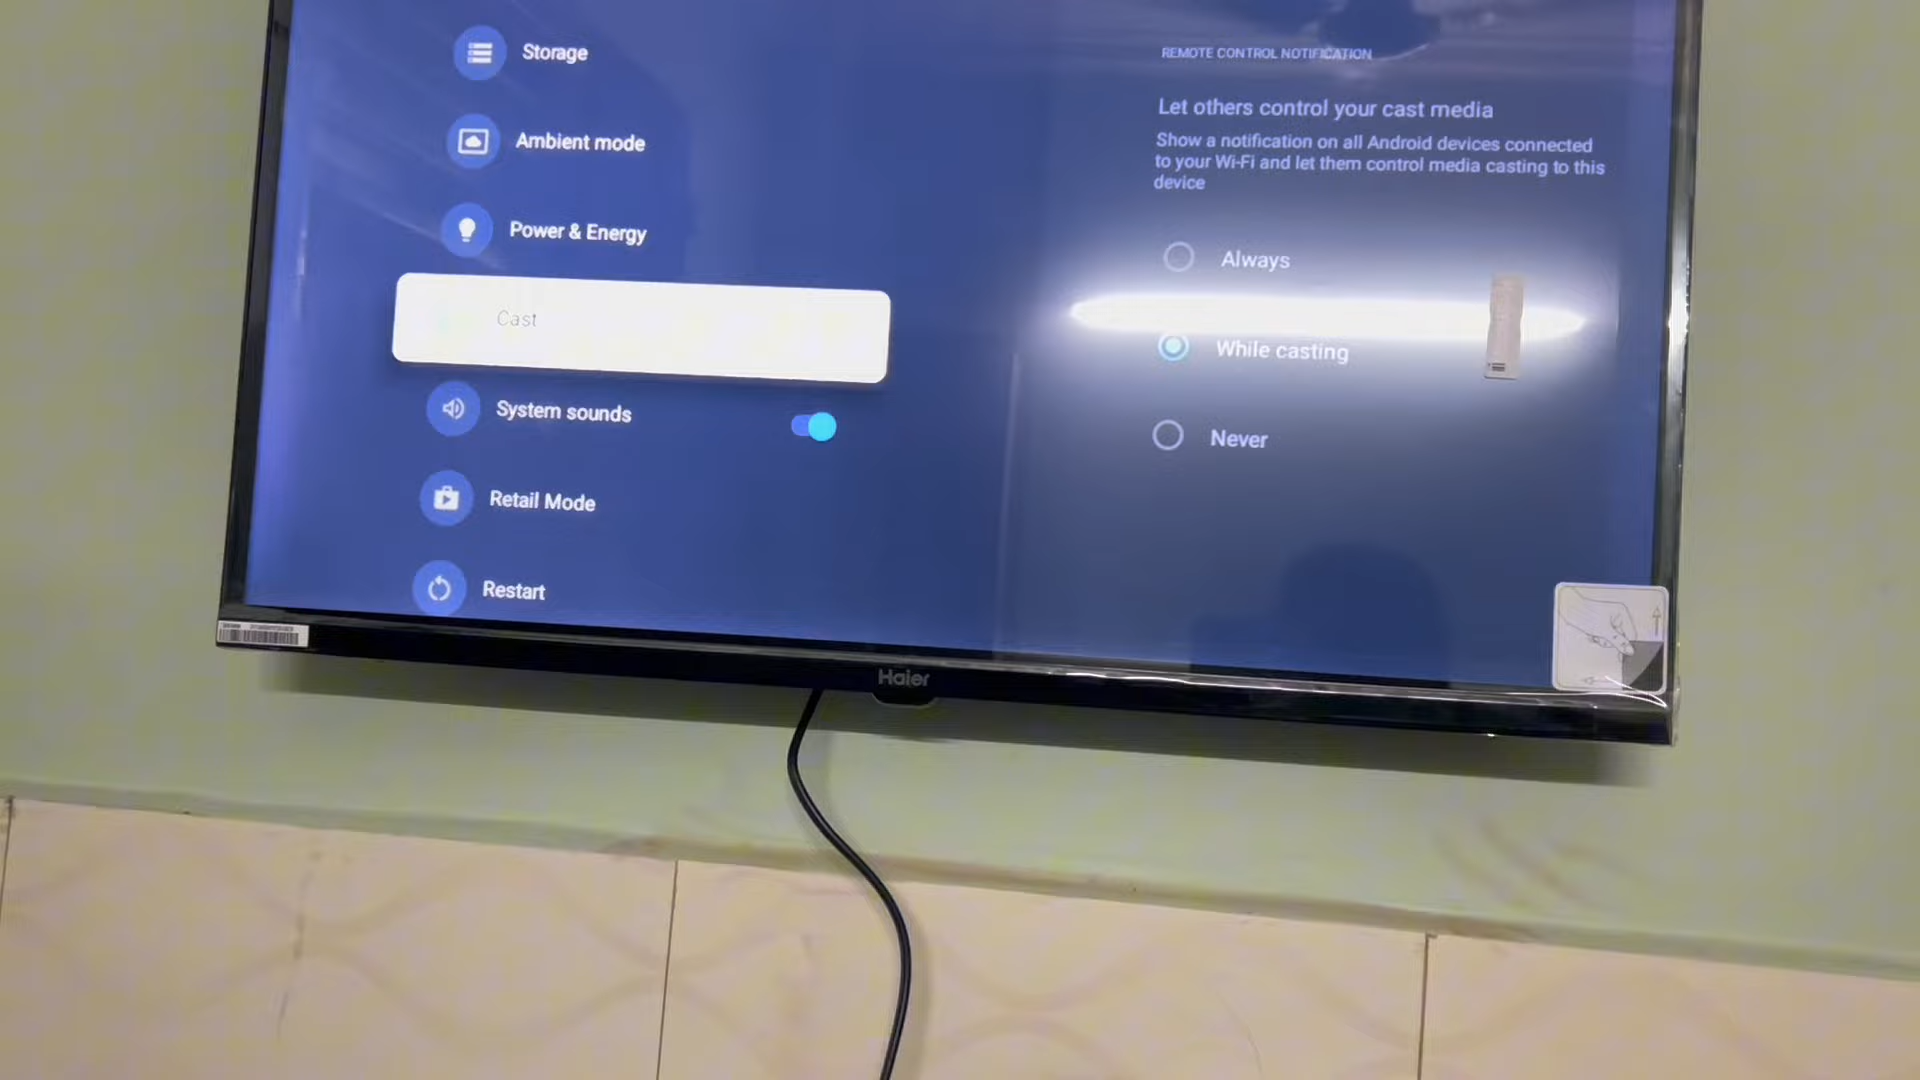 Storage
Ambient mode
Power & Energy
Cast
System sounds
Retail Mode
Restart
REMOTE CONTROL NOTIFICATION
Let others control your cast media
Show a notification on all Android devices connected
to your Wi-Fi and let them control media casting to this
device
Always
While casting
Never
Haier